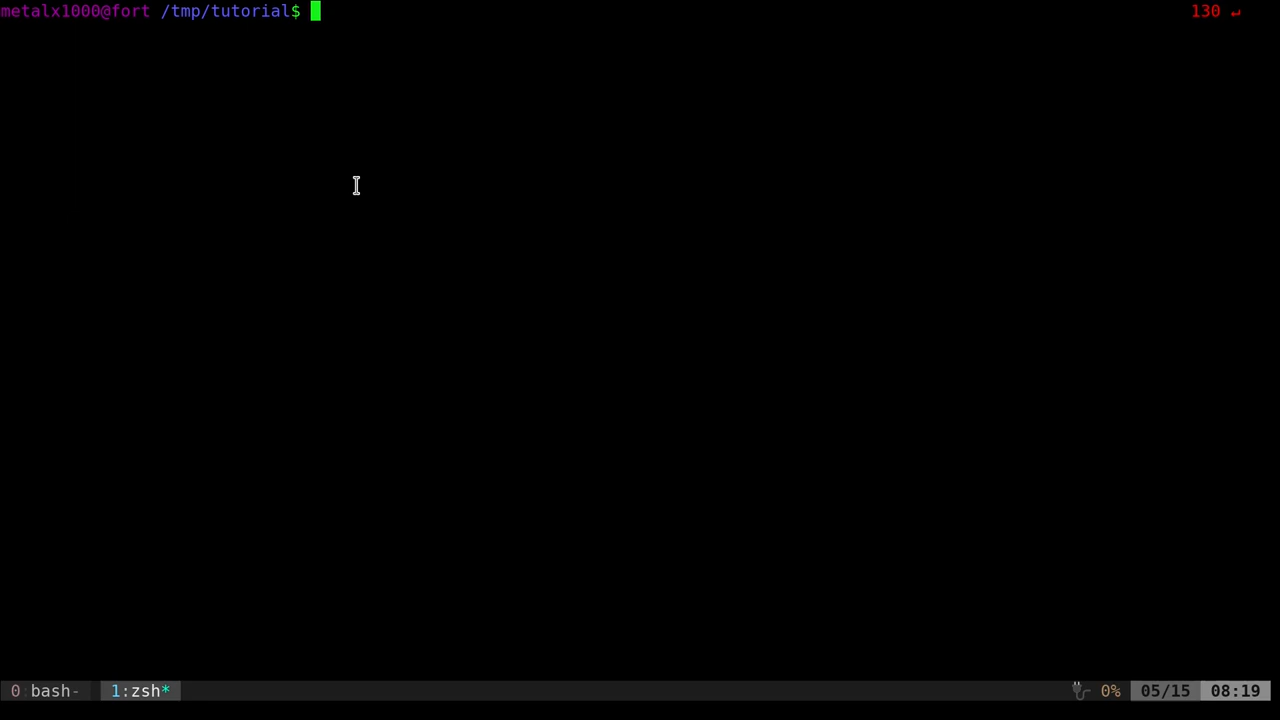 metalx1000@fort /tmp/tutorial$ 130 ↵
0 bash- 1:zsh* 0% 05/15 08:19